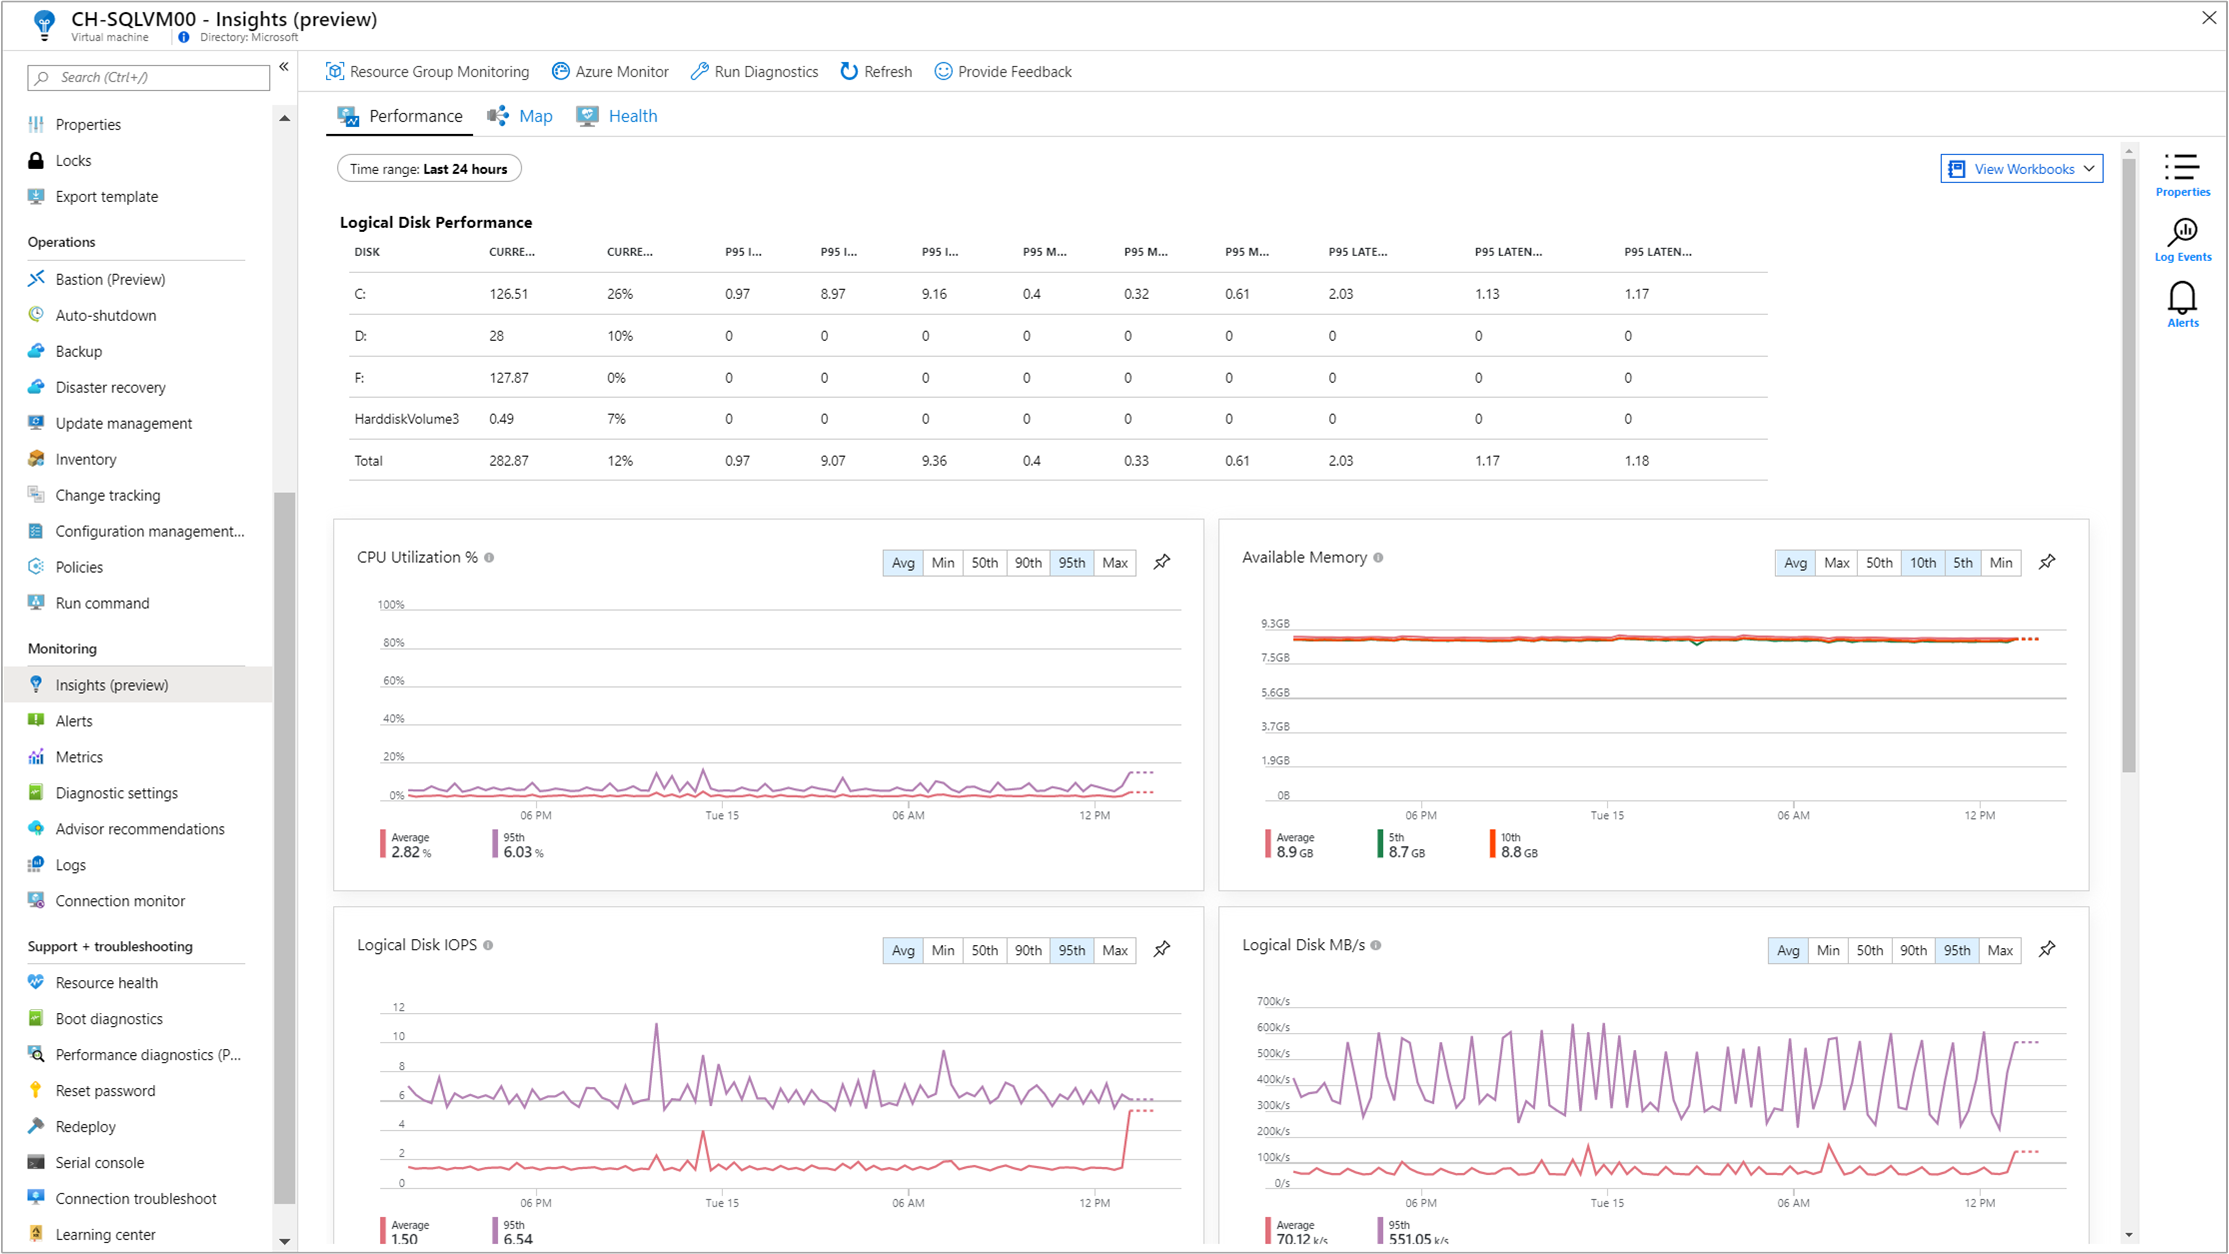 CH-SQLVM00 - Insights (preview)
Virtual machine
Directory: Microsoft
Search (Ctrl+/)
«
Properties
Locks
Export template
Operations
Bastion (Preview)
Auto-shutdown
Backup
Disaster recovery
Update management
Inventory
Change tracking
Configuration management...
Policies
Run command
Monitoring
Insights (preview)
Alerts
Metrics
Diagnostic settings
Advisor recommendations
Logs
Connection monitor
Support + troubleshooting
Resource health
Boot diagnostics
Performance diagnostics (P...
Reset password
Redeploy
Serial console
Connection troubleshoot
Learning center
Resource Group Monitoring Azure Monitor Run Diagnostics Refresh Provide Feedback
Performance Map Health
Time range: Last 24 hours
View Workbooks
Properties
Log Events
Alerts
Logical Disk Performance
DISK CURRE... CURRE... P95 I... P95 I... P95 I... P95 M... P95 M... P95 M... P95 LATE... P95 LATEN... P95 LATEN...
C: 126.51 26% 0.97 8.97 9.16 0.4 0.32 0.61 2.03 1.13 1.17
D: 28 10% 0 0 0 0 0 0 0 0 0
F: 127.87 0% 0 0 0 0 0 0 0 0 0
HarddiskVolume3 0.49 7% 0 0 0 0 0 0 0 0 0
Total 282.87 12% 0.97 9.07 9.36 0.4 0.33 0.61 2.03 1.17 1.18
CPU Utilization %
Avg Min 50th 90th 95th Max
100%
80%
60%
40%
20%
0%
06 PM Tue 15 06 AM 12 PM
Average 95th
2.82 % 6.03 %
Available Memory
Avg Max 50th 10th 5th Min
9.3GB
7.5GB
5.6GB
3.7GB
1.9GB
0B
06 PM Tue 15 06 AM 12 PM
Average 5th 10th
8.9 GB 8.7 GB 8.8 GB
Logical Disk IOPS
Avg Min 50th 90th 95th Max
12
10
8
6
4
2
0
06 PM Tue 15 06 AM 12 PM
Average 95th
1.50 6.54
Logical Disk MB/s
Avg Min 50th 90th 95th Max
700k/s
600k/s
500k/s
400k/s
300k/s
200k/s
100k/s
0/s
06 PM Tue 15 06 AM 12 PM
Average 95th
70.12 k/s 551.05 k/s